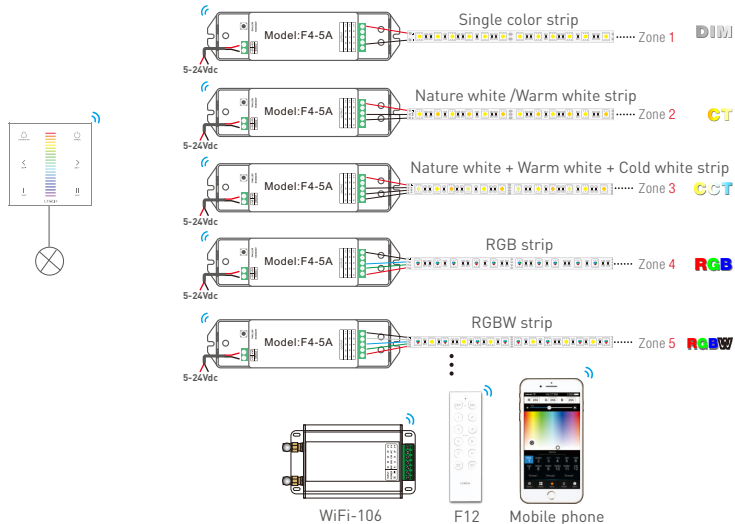 Single color strip
Model:F4-5A
Zone 1 DIM
5-24Vdc
Nature white /Warm white strip
Model:F4-5A
Zone 2 CT
5-24Vdc
Nature white + Warm white + Cold white strip
Model:F4-5A
Zone 3 CCT
5-24Vdc
RGB strip
Model:F4-5A
Zone 4 RGB
5-24Vdc
RGBW strip
Model:F4-5A
Zone 5 RGBW
5-24Vdc
WiFi-106
F12
Mobile phone